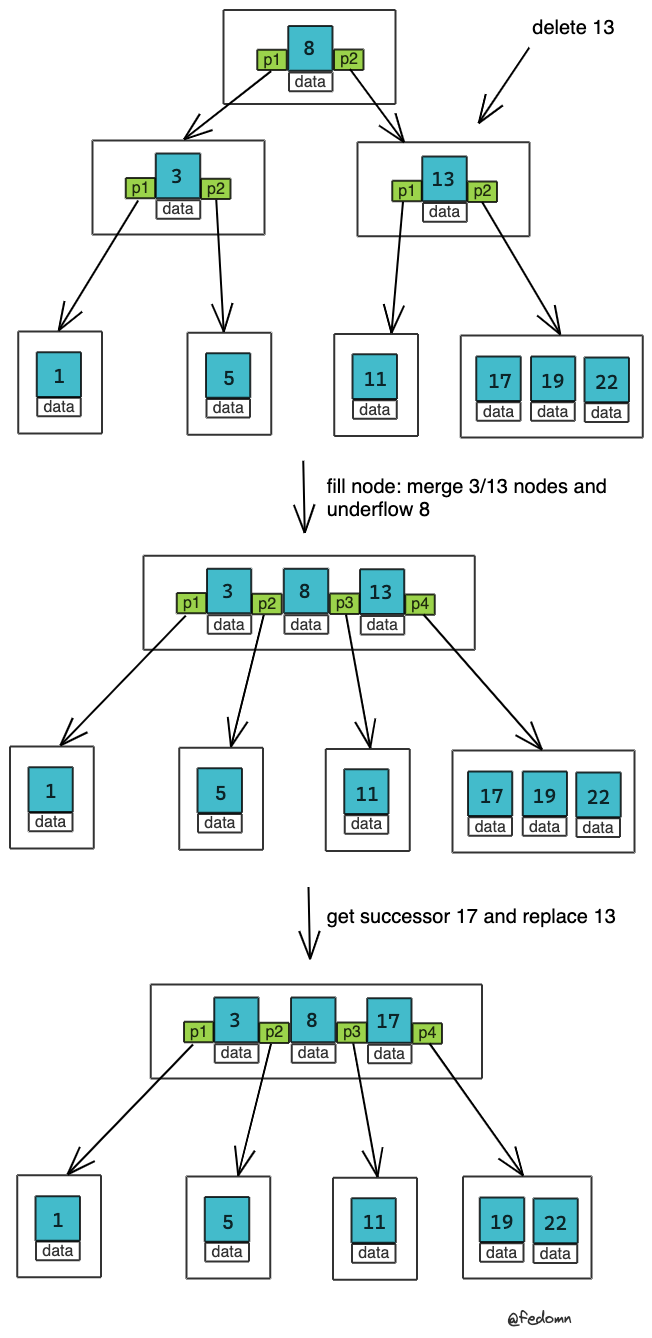 8
p1 p2
data
delete 13
3
p1 p2
data
13
p1 p2
data
1
data
5
data
11
data
17 19 22
data data data
fill node: merge 3/13 nodes and
underflow 8
3 8 13
p1 p2 p3 p4
data data data
1
data
5
data
11
data
17 19 22
data data data
get successor 17 and replace 13
3 8 17
p1 p2 p3 p4
data data data
1
data
5
data
11
data
19 22
data data
@fedomn